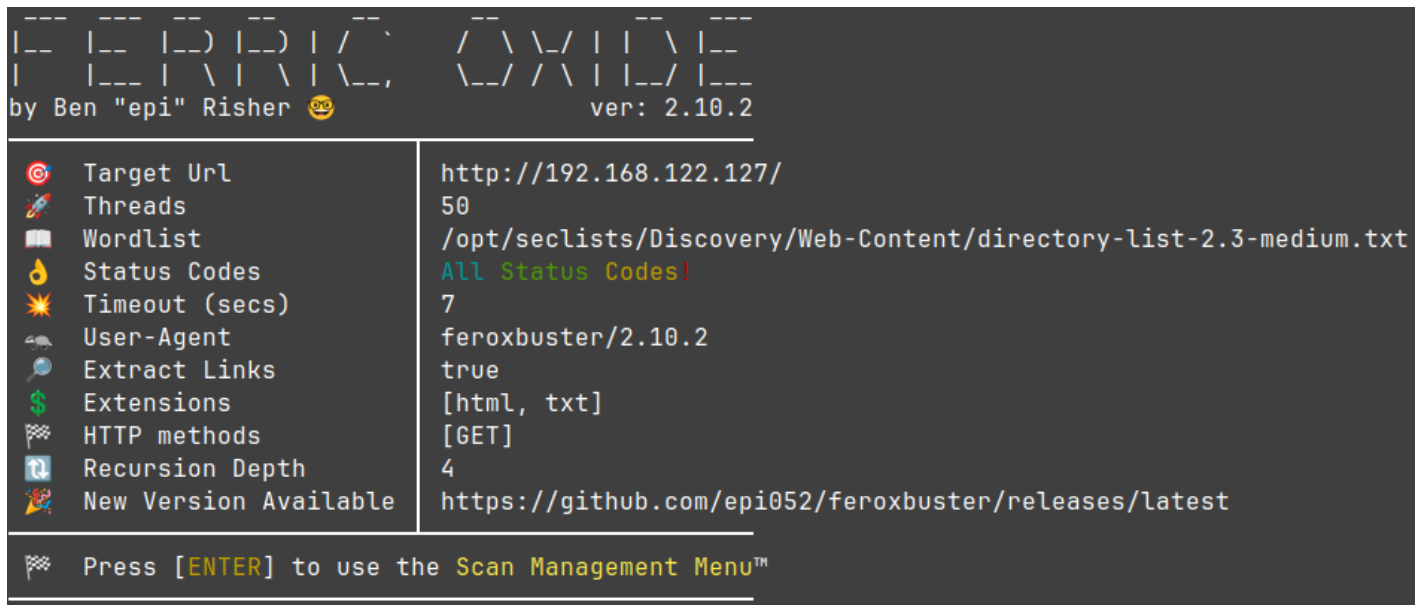 FERRIC OXIDE
by Ben "epi" Risher 🤓 ver: 2.10.2
🎯 Target Url │ http://192.168.122.127/
🚀 Threads │ 50
📖 Wordlist │ /opt/seclists/Discovery/Web-Content/directory-list-2.3-medium.txt
👌 Status Codes │ All Status Codes!
💥 Timeout (secs) │ 7
🦡 User-Agent │ feroxbuster/2.10.2
🔎 Extract Links │ true
💲 Extensions │ [html, txt]
🏁 HTTP methods │ [GET]
🔃 Recursion Depth │ 4
🎉 New Version Available │ https://github.com/epi052/feroxbuster/releases/latest
🏁 Press [ENTER] to use the Scan Management Menu™